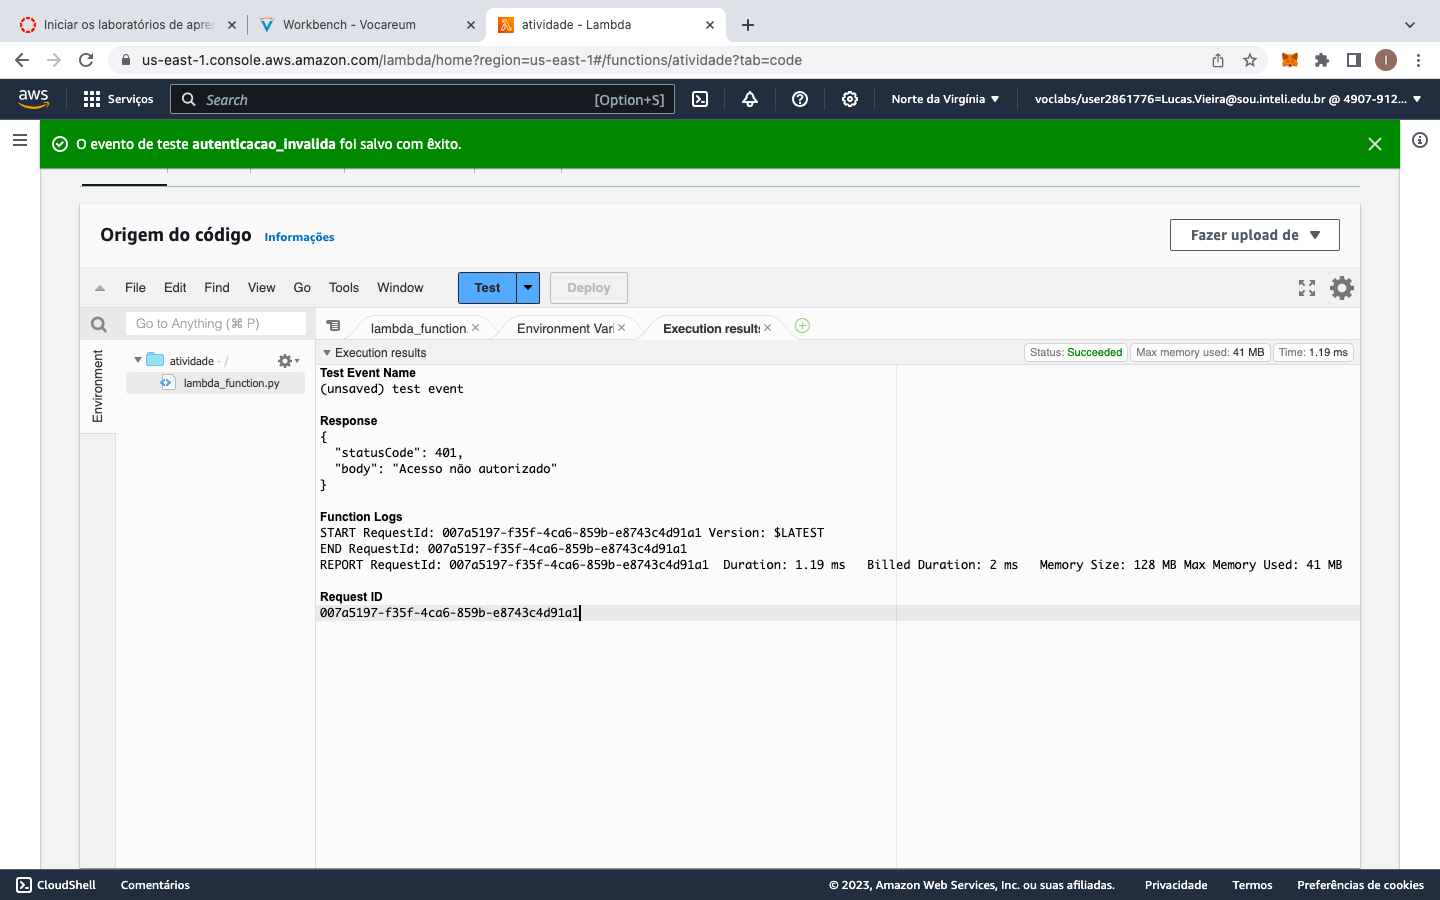 Iniciar os laboratórios de apre
Workbench - Vocareum
atividade - Lambda
us-east-1.console.aws.amazon.com/lambda/home?region=us-east-1#/functions/atividade?tab=code
I
aws
Serviços
Search
[Option+S]
Norte da Virgínia
voclabs/user2861776=Lucas.Vieira@sou.inteli.edu.br @ 4907-912...
O evento de teste autenticacao_invalida foi salvo com êxito.
Origem do código
Informações
Fazer upload de
File
Edit
Find
View
Go
Tools
Window
Test
Deploy
Go to Anything (⌘ P)
lambda_function.
Environment Vari
Execution results
Environment
atividade - /
lambda_function.py
Execution results
Status: Succeeded
Max memory used: 41 MB
Time: 1.19 ms
Test Event Name
(unsaved) test event
Response
{
"statusCode": 401,
"body": "Acesso não autorizado"
}
Function Logs
START RequestId: 007a5197-f35f-4ca6-859b-e8743c4d91a1 Version: $LATEST
END RequestId: 007a5197-f35f-4ca6-859b-e8743c4d91a1
REPORT RequestId: 007a5197-f35f-4ca6-859b-e8743c4d91a1 Duration: 1.19 ms Billed Duration: 2 ms Memory Size: 128 MB Max Memory Used: 41 MB
Request ID
007a5197-f35f-4ca6-859b-e8743c4d91a1
CloudShell
Comentários
© 2023, Amazon Web Services, Inc. ou suas afiliadas.
Privacidade
Termos
Preferências de cookies